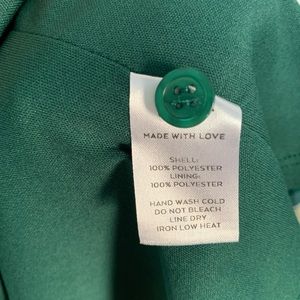 MADE WITH LOVE
SHELL:
100% POLYESTER
LINING:
100% POLYESTER
HAND WASH COLD
DO NOT BLEACH
LINE DRY
IRON LOW HEAT